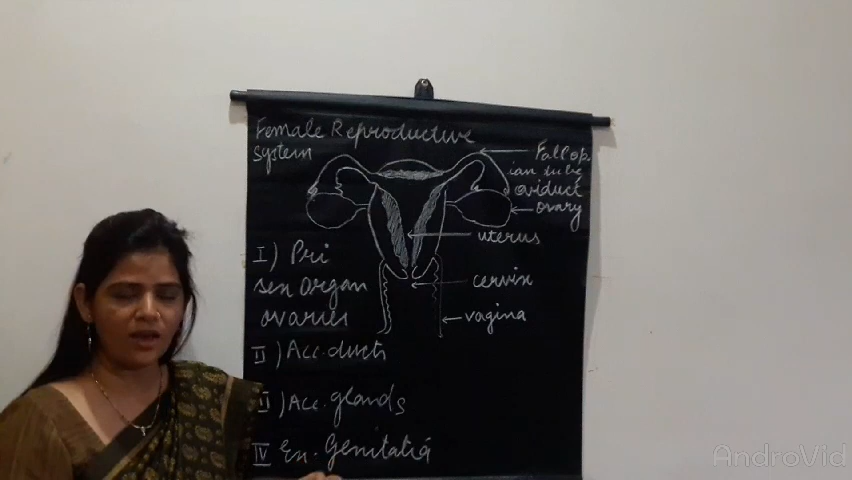 Female Reproductive
system
Fallop
ian tube
oviduct
ovary
uterus
cervix
vagina
I) Pri
sex organ
ovaries
II) Acc. ducts
II) Acc. glands
IV Ex. Genitalia
AndroVid